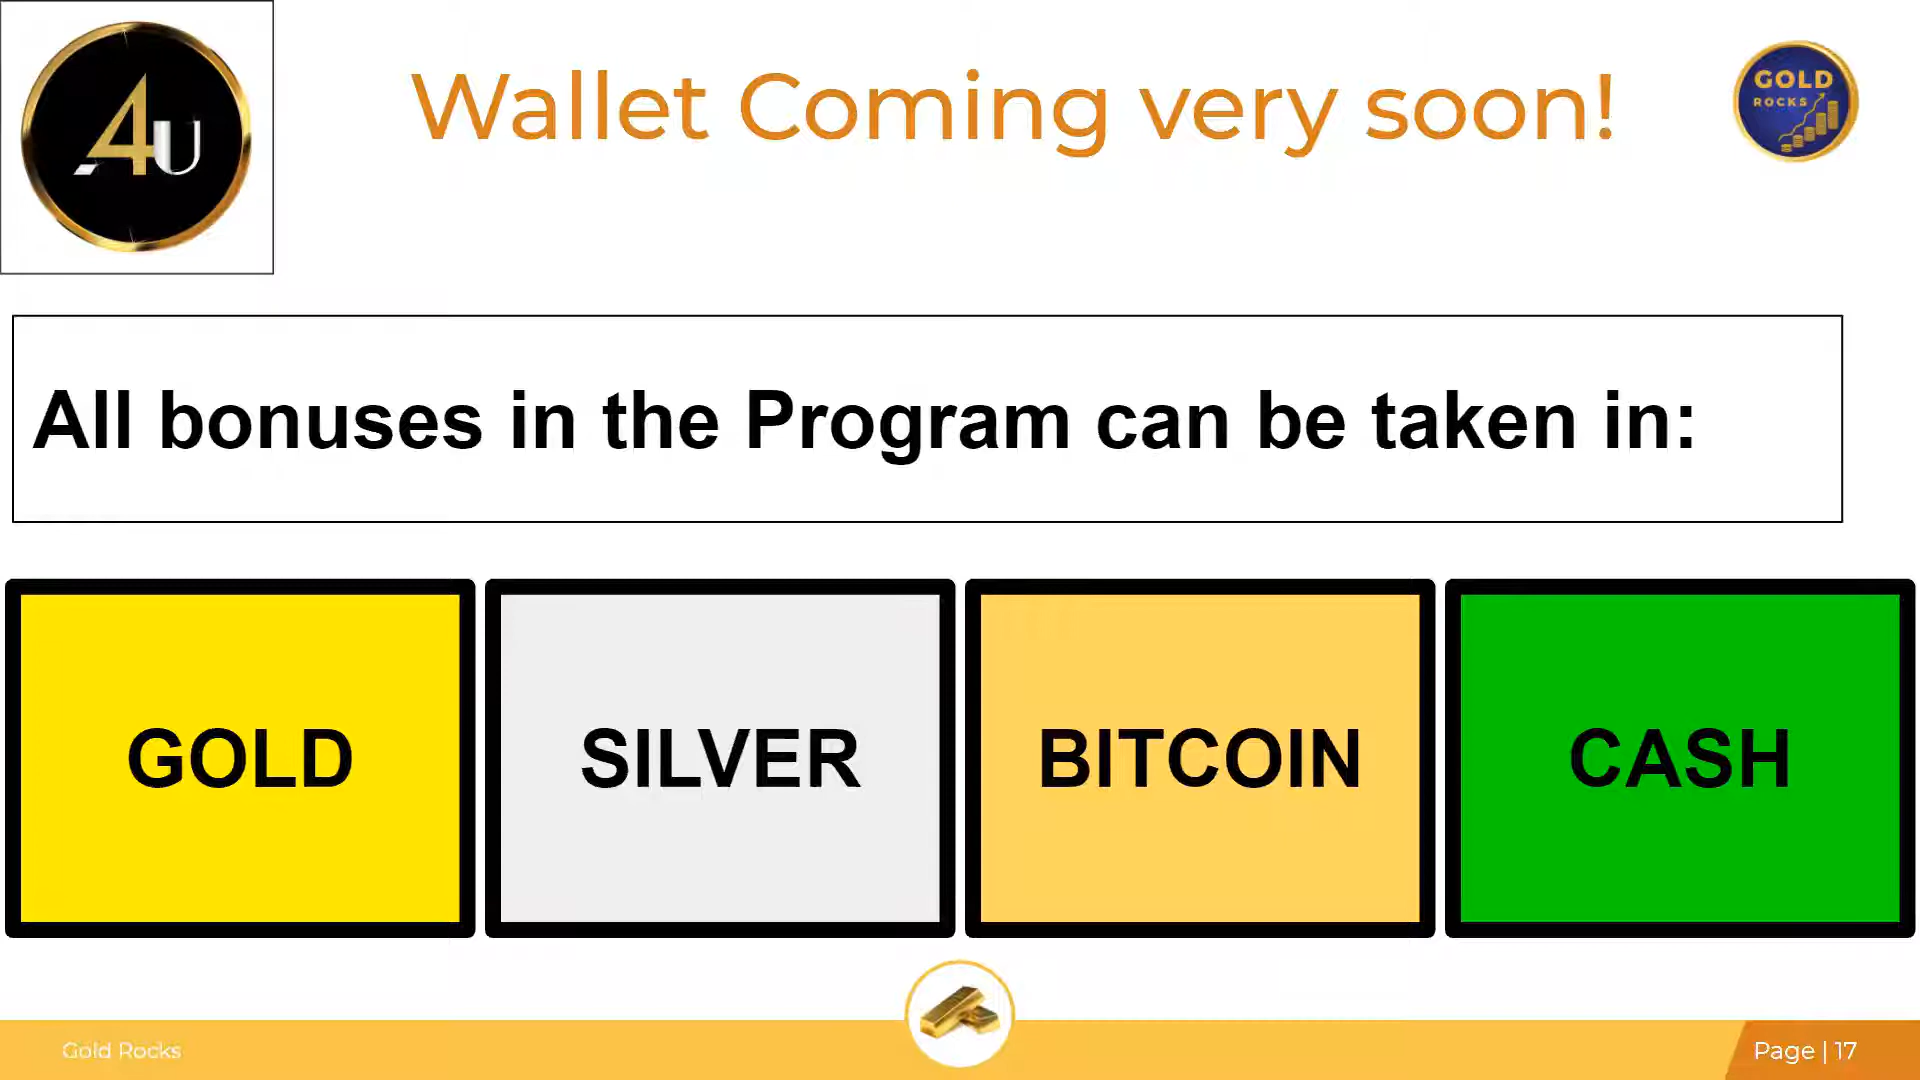 4U
Wallet Coming very soon!
GOLD
ROCKS
All bonuses in the Program can be taken in:
GOLD
SILVER
BITCOIN
CASH
Gold Rocks
Page | 17